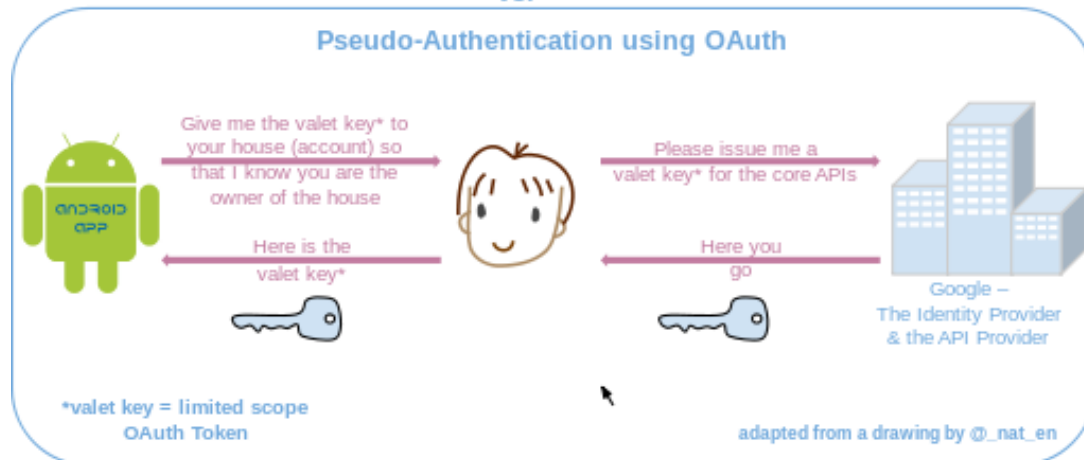 Pseudo-Authentication using OAuth
Give me the valet key* to
your house (account) so
that I know you are the
owner of the house
Please issue me a
valet key* for the core APIs
ANDROID
APP
Here is the
valet key*
Here you
go
Google –
The Identity Provider
& the API Provider
*valet key = limited scope
OAuth Token
adapted from a drawing by @_nat_en